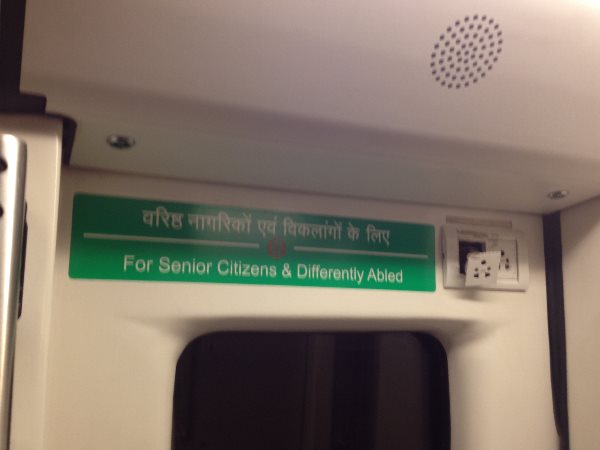 वरिष्ठ नागरिकों एवं विकलांगों के लिए
For Senior Citizens & Differently Abled